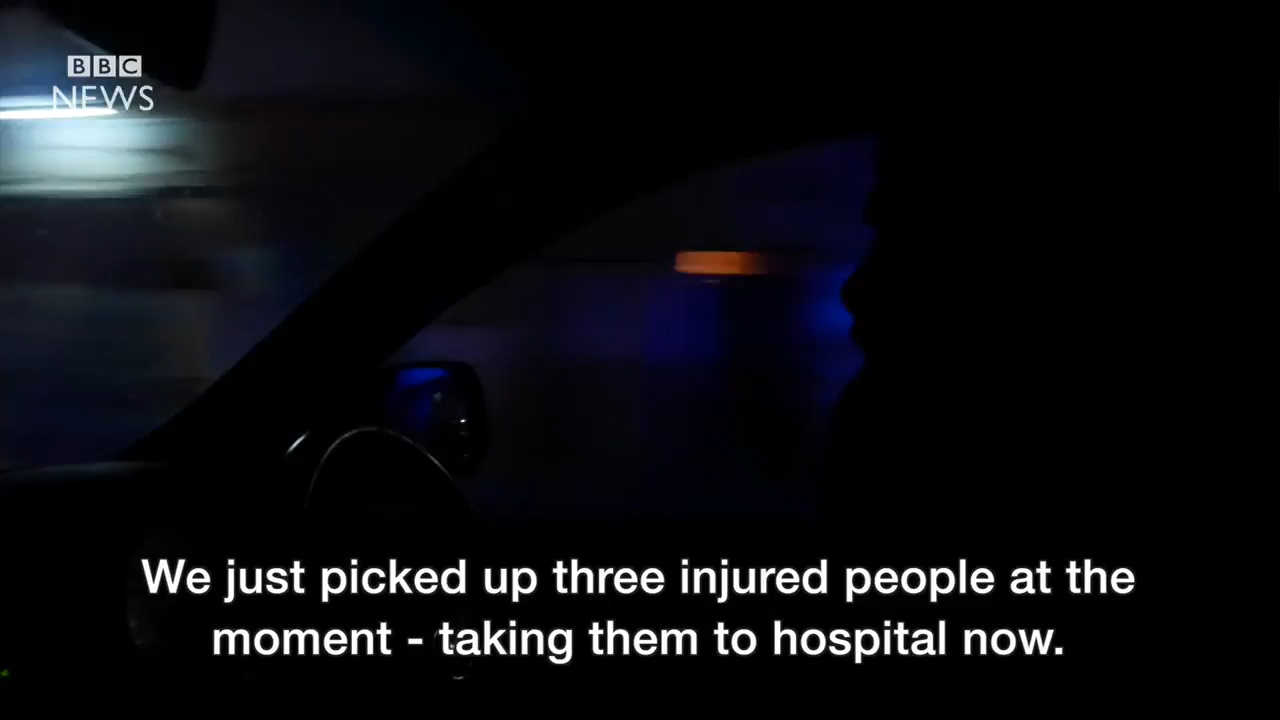 BBC
NEWS
We just picked up three injured people at the
moment - taking them to hospital now.